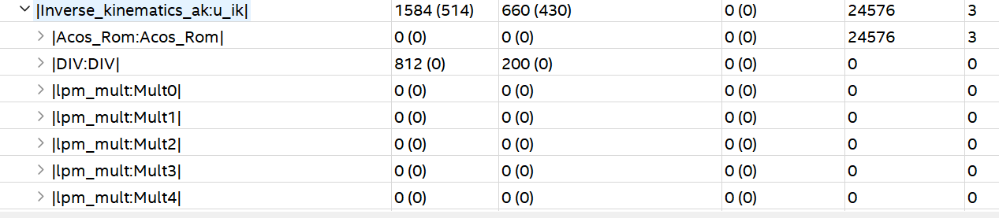 |Inverse_kinematics_ak:u_ik| 1584 (514) 660 (430) 0 (0) 24576 3
|Acos_Rom:Acos_Rom| 0 (0) 0 (0) 0 (0) 24576 3
|DIV:DIV| 812 (0) 200 (0) 0 (0) 0 0
|lpm_mult:Mult0| 0 (0) 0 (0) 0 (0) 0 0
|lpm_mult:Mult1| 0 (0) 0 (0) 0 (0) 0 0
|lpm_mult:Mult2| 0 (0) 0 (0) 0 (0) 0 0
|lpm_mult:Mult3| 0 (0) 0 (0) 0 (0) 0 0
|lpm_mult:Mult4| 0 (0) 0 (0) 0 (0) 0 0